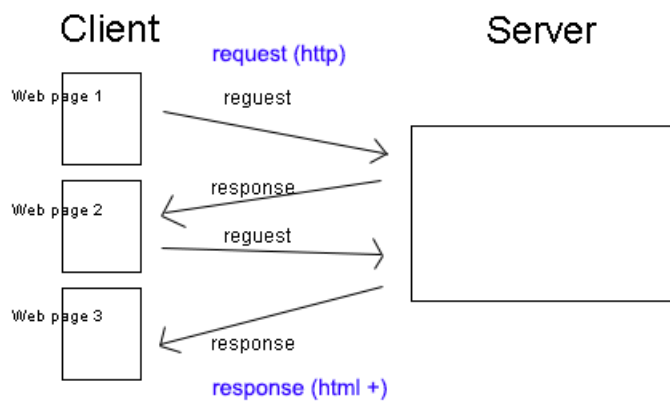 Client
Server
request (http)
Web page 1
reguest
response
Web page 2
reguest
Web page 3
response
response (html +)